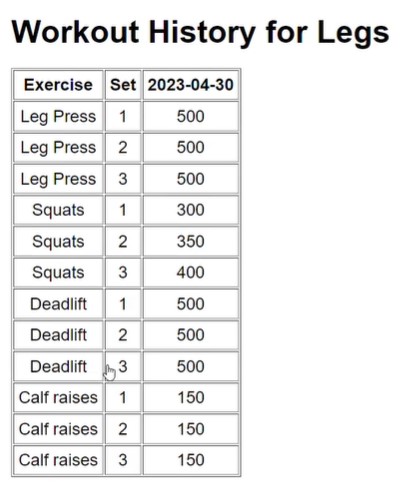 Workout History for Legs
Exercise Set 2023-04-30
Leg Press 1 500
Leg Press 2 500
Leg Press 3 500
Squats 1 300
Squats 2 350
Squats 3 400
Deadlift 1 500
Deadlift 2 500
Deadlift 3 500
Calf raises 1 150
Calf raises 2 150
Calf raises 3 150